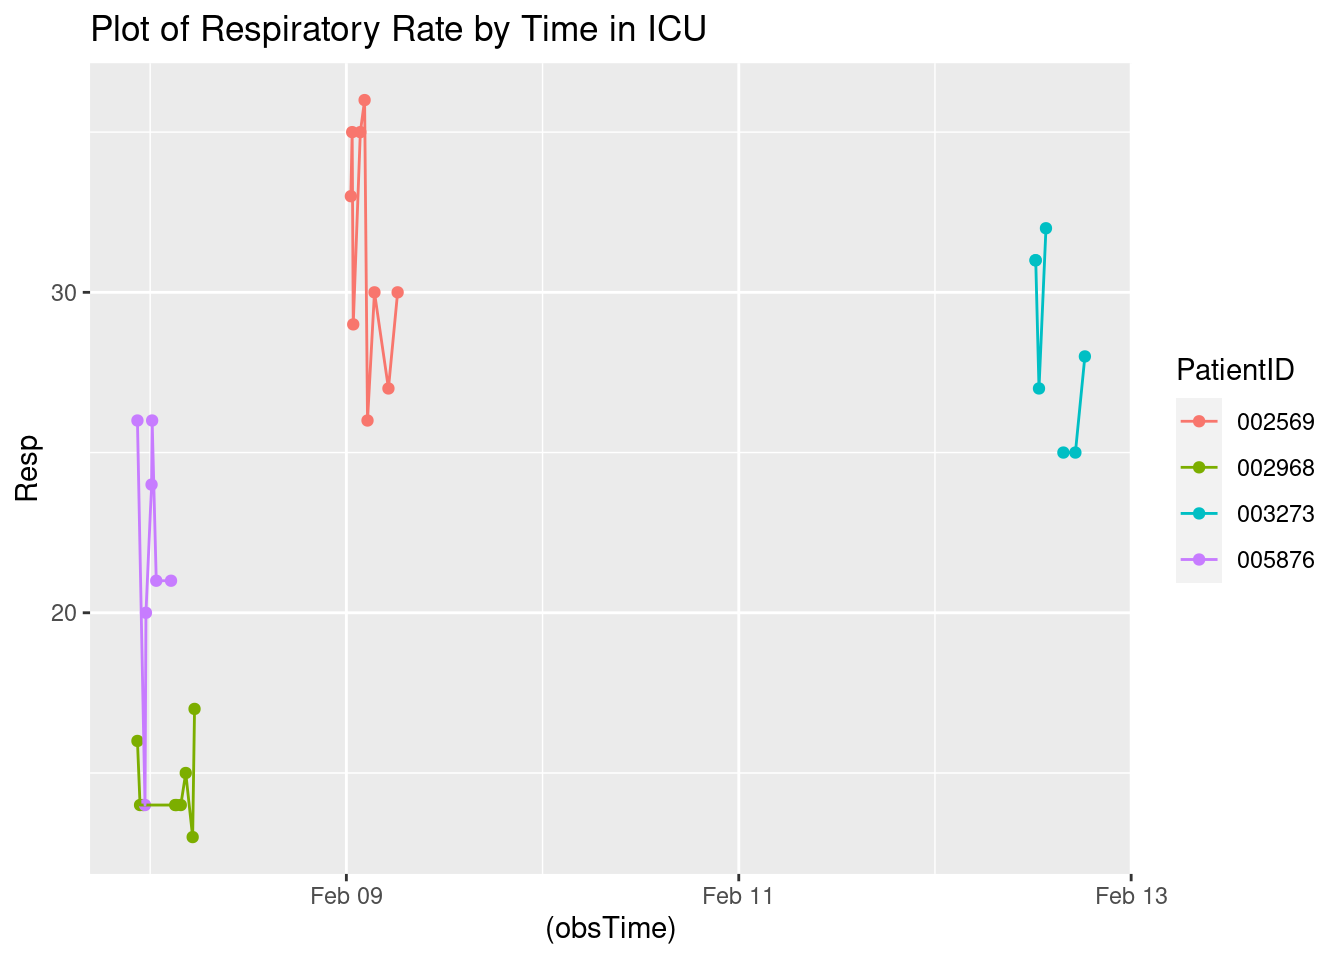 Plot of Respiratory Rate by Time in ICU
Resp
30
20
Feb 09
Feb 11
Feb 13
(obsTime)
PatientID
002569
002968
003273
005876